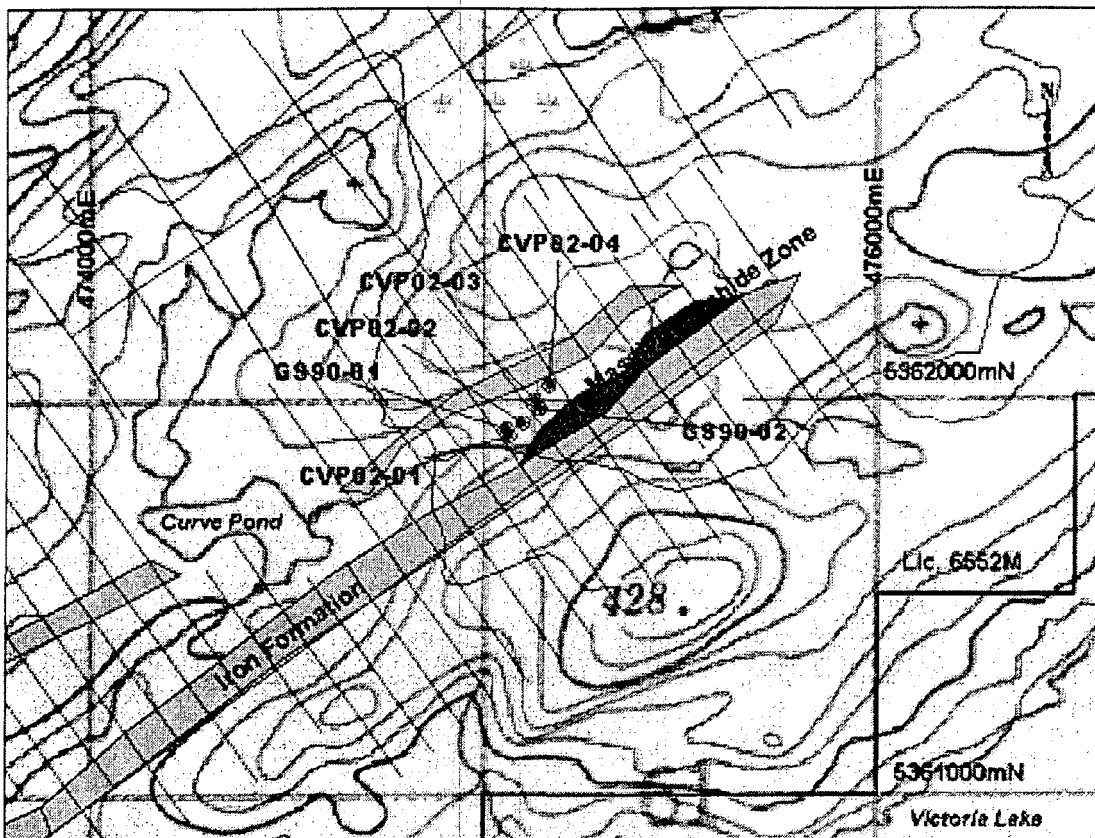 N
474000mE
476000mE
CVP02-04
CVP02-03
CVP02-02
GS90-01
Zone
5362000mN
GS90-02
CVP02-01
Curve Pond
Lic. 6552M
428.
Iron Formation
5361000mN
Victoria Lake